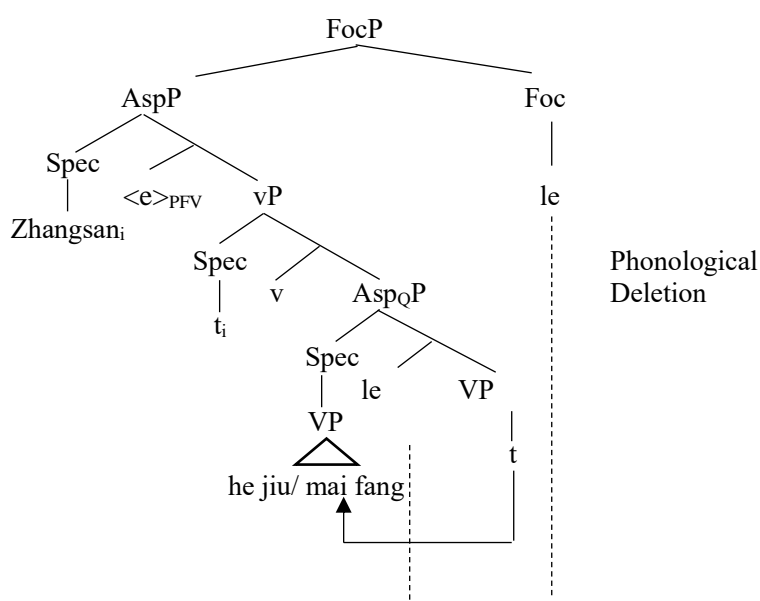 FocP
AspP Foc
Spec
<e>PFV vP le
Zhangsani
Spec Phonological
v AspQP Deletion
ti
Spec
le VP
VP
t
he jiu/ mai fang